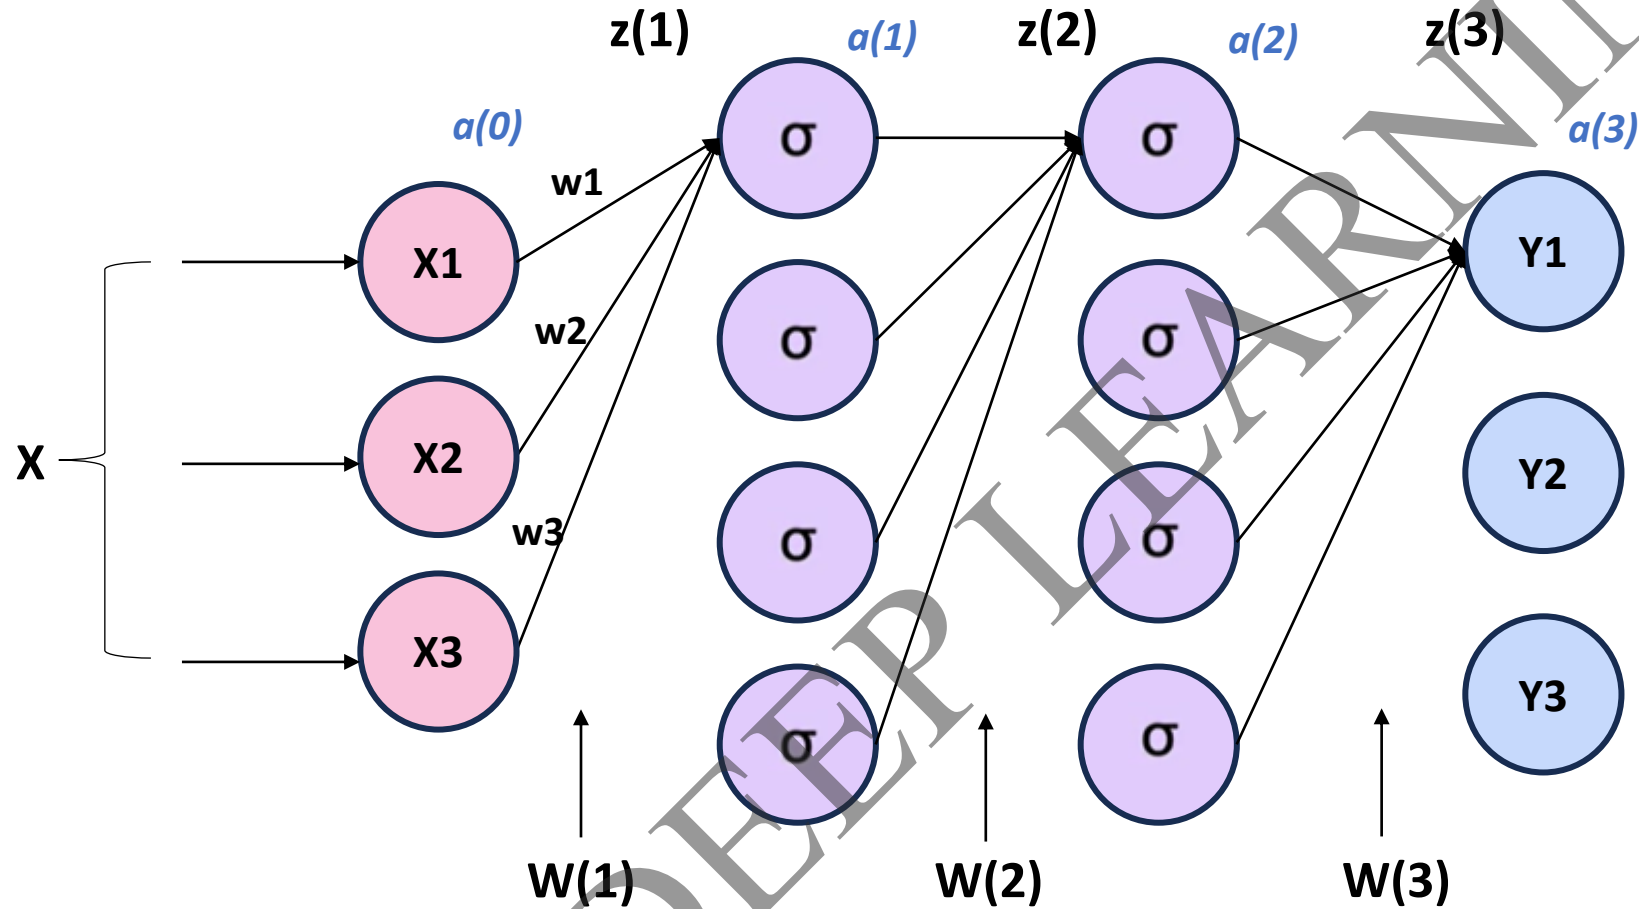 z(1)
a(1)
z(2)
a(2)
z(3)
a(0)
a(3)
w1
w2
w3
X
X1
X2
X3
σ
σ
σ
σ
σ
σ
σ
σ
Y1
Y2
Y3
W(1)
W(2)
W(3)
DEEP LEARNI